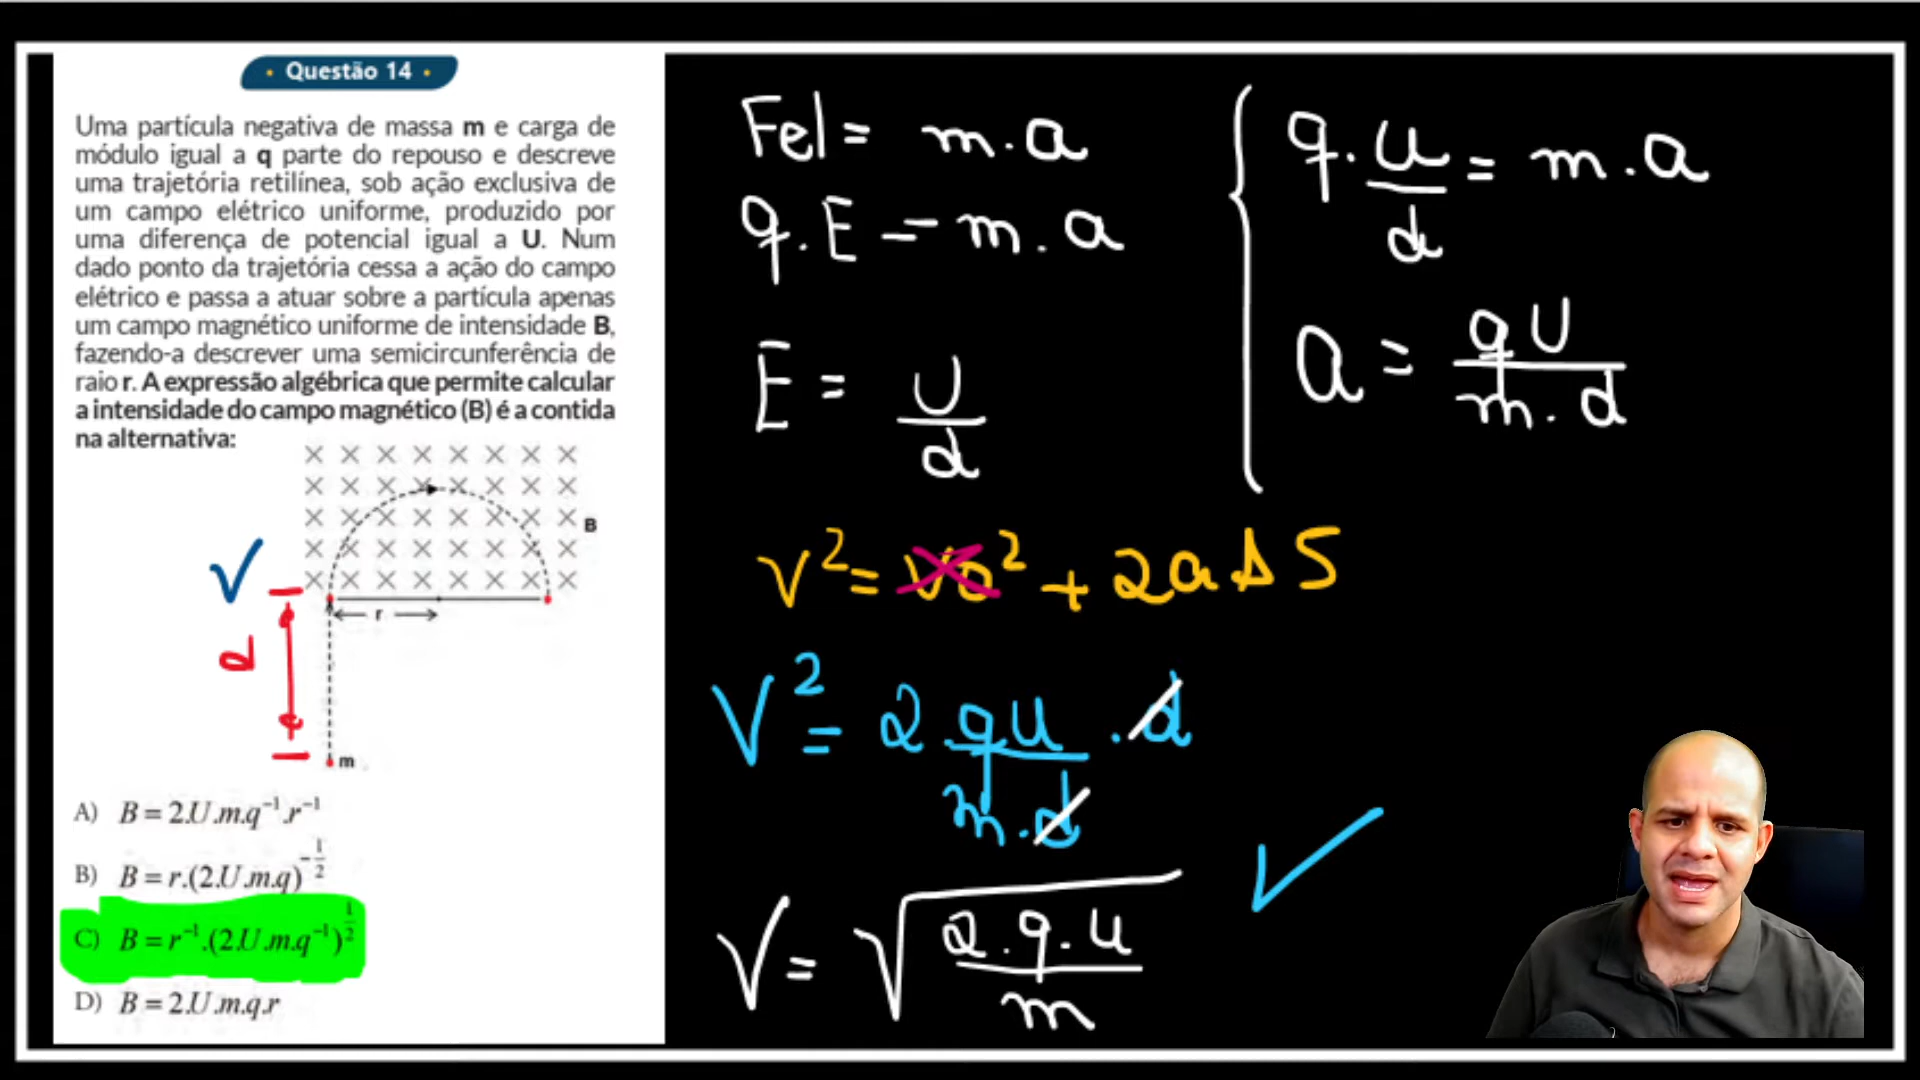 • Questão 14 •
Uma partícula negativa de massa m e carga de
módulo igual a q parte do repouso e descreve
uma trajetória retilínea, sob ação exclusiva de
um campo elétrico uniforme, produzido por
uma diferença de potencial igual a U. Num
dado ponto da trajetória cessa a ação do campo
elétrico e passa a atuar sobre a partícula apenas
um campo magnético uniforme de intensidade B,
fazendo-a descrever uma semicircunferência de
raio r. A expressão algébrica que permite calcular
a intensidade do campo magnético (B) é a contida
na alternativa:
B
V
r
d
m
A) B = 2.U.m.q⁻¹.r⁻¹
B) B = r.(2.U.m.q)^(-1/2)
C) B = r⁻¹.(2.U.m.q⁻¹)^(1/2)
D) B = 2.U.m.q.r
Fel = m.a
q.E = m.a
E = U/d
q.U/d = m.a
a = qU/m.d
v² = vo² + 2aΔS
V² = 2 qU/m.d .d
V = √(2.q.U/m)